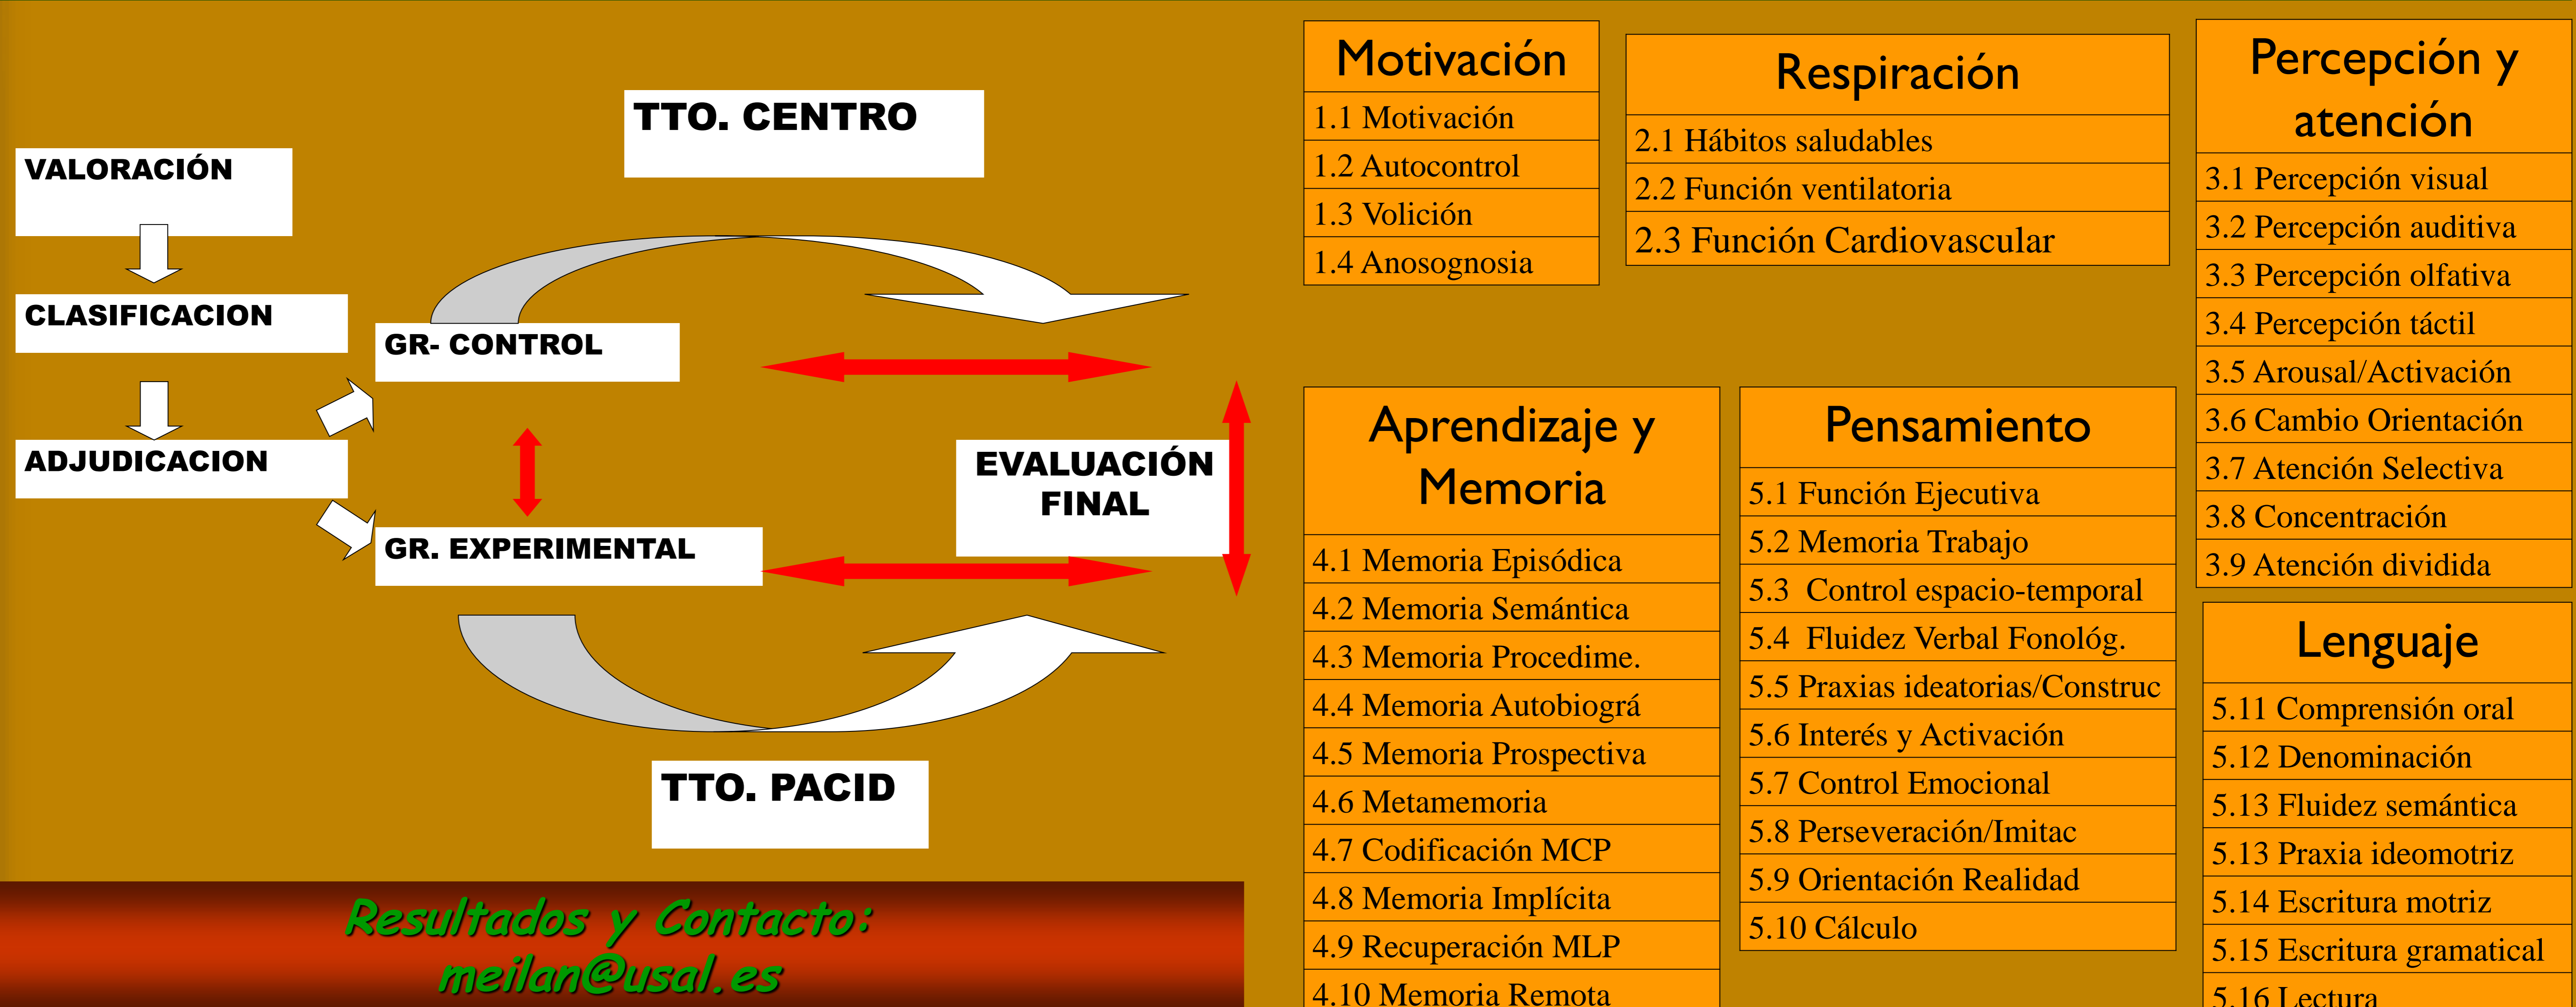 VALORACIÓN
CLASIFICACION
ADJUDICACION
TTO. CENTRO
GR- CONTROL
GR. EXPERIMENTAL
EVALUACIÓN
FINAL
TTO. PACID
Resultados y Contacto:
meilan@usal.es
Motivación
1.1 Motivación
1.2 Autocontrol
1.3 Volición
1.4 Anosognosia
Respiración
2.1 Hábitos saludables
2.2 Función ventilatoria
2.3 Función Cardiovascular
Percepción y
atención
3.1 Percepción visual
3.2 Percepción auditiva
3.3 Percepción olfativa
3.4 Percepción táctil
3.5 Arousal/Activación
3.6 Cambio Orientación
3.7 Atención Selectiva
3.8 Concentración
3.9 Atención dividida
Aprendizaje y
Memoria
4.1 Memoria Episódica
4.2 Memoria Semántica
4.3 Memoria Procedime.
4.4 Memoria Autobiográ
4.5 Memoria Prospectiva
4.6 Metamemoria
4.7 Codificación MCP
4.8 Memoria Implícita
4.9 Recuperación MLP
4.10 Memoria Remota
Pensamiento
5.1 Función Ejecutiva
5.2 Memoria Trabajo
5.3 Control espacio-temporal
5.4 Fluidez Verbal Fonológ.
5.5 Praxias ideatorias/Construc
5.6 Interés y Activación
5.7 Control Emocional
5.8 Perseveración/Imitac
5.9 Orientación Realidad
5.10 Cálculo
Lenguaje
5.11 Comprensión oral
5.12 Denominación
5.13 Fluidez semántica
5.13 Praxia ideomotriz
5.14 Escritura motriz
5.15 Escritura gramatical
5.16 Lectura